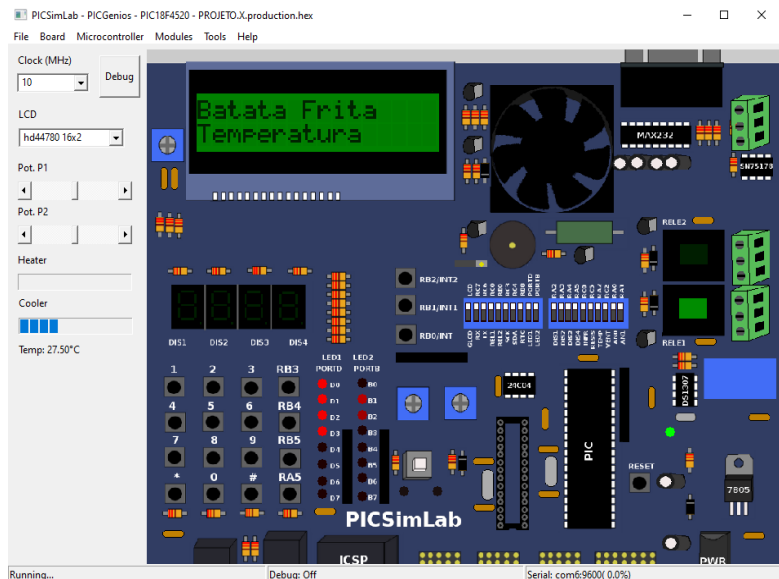 PICSimLab - PICGenios - PIC18F4520 - PROJETO.X.production.hex
File Board Microcontroller Modules Tools Help
Clock (MHz)
10
Debug
LCD
hd44780 16x2
Pot. P1
Pot. P2
Heater
Cooler
Temp: 27.50°C
Batata Frita
Temperatura
MAX232
SN75178
RELE2
RELE1
RB2/INT2
RB1/INT1
RB0/INT
DIS1 DIS2 DIS3 DIS4
LED1 LED2
PORTD PORTB
D0 B0
D1 B1
D2 B2
D3 B3
D4 B4
D5 B5
D6 B6
D7 B7
1 2 3 RB3
4 5 6 RB4
7 8 9 RB5
* 0 # RA5
24C04
PIC
DS1307
RESET
7805
PICSimLab
ICSP
PWR
Running...
Debug: Off
Serial: com6:9600( 0.0%)